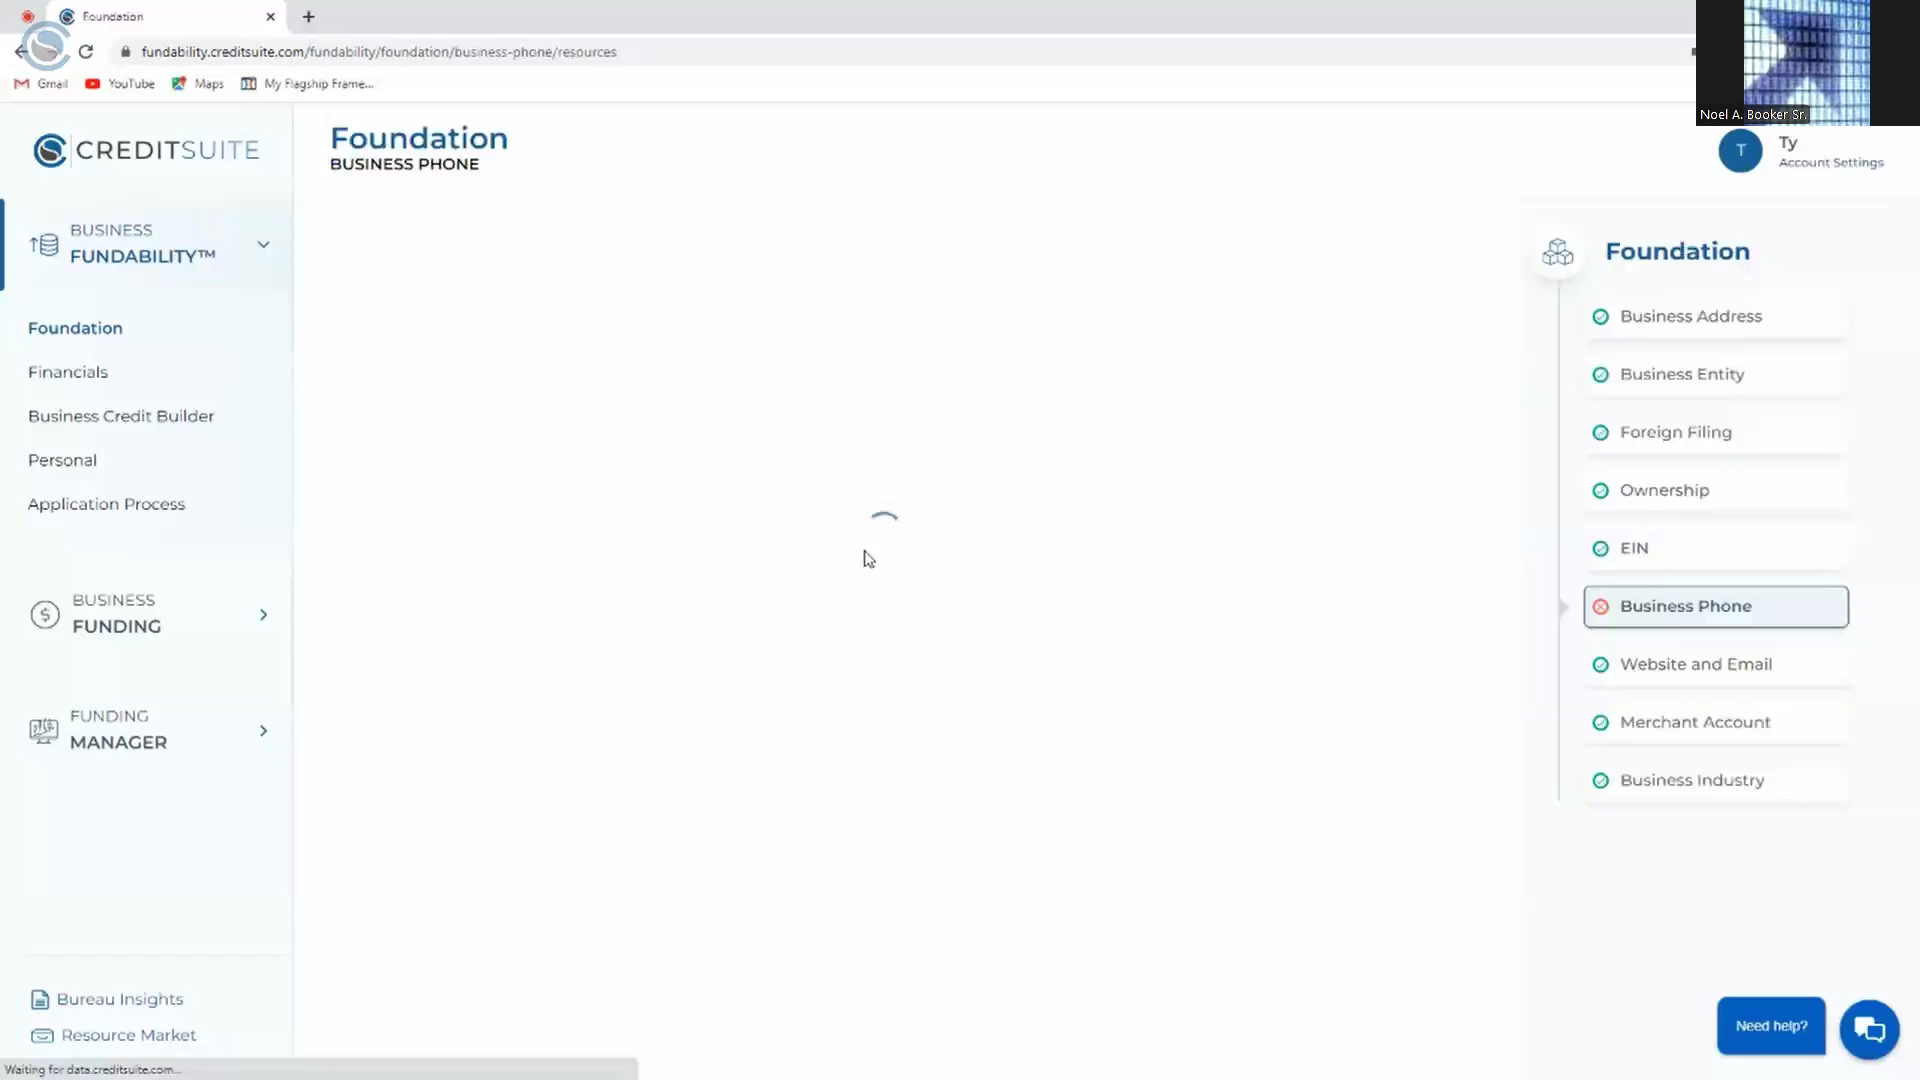 Foundation
fundability.creditsuite.com/fundability/foundation/business-phone/resources
Gmail
YouTube
Maps
My Flagship Frame...
Noel A. Booker Sr.
CREDITSUITE
Foundation
BUSINESS PHONE
T
Ty
Account Settings
BUSINESS
FUNDABILITY™
Foundation
Financials
Business Credit Builder
Personal
Application Process
BUSINESS
FUNDING
FUNDING
MANAGER
Bureau Insights
Resource Market
Foundation
Business Address
Business Entity
Foreign Filing
Ownership
EIN
Business Phone
Website and Email
Merchant Account
Business Industry
Need help?
Waiting for data.creditsuite.com...